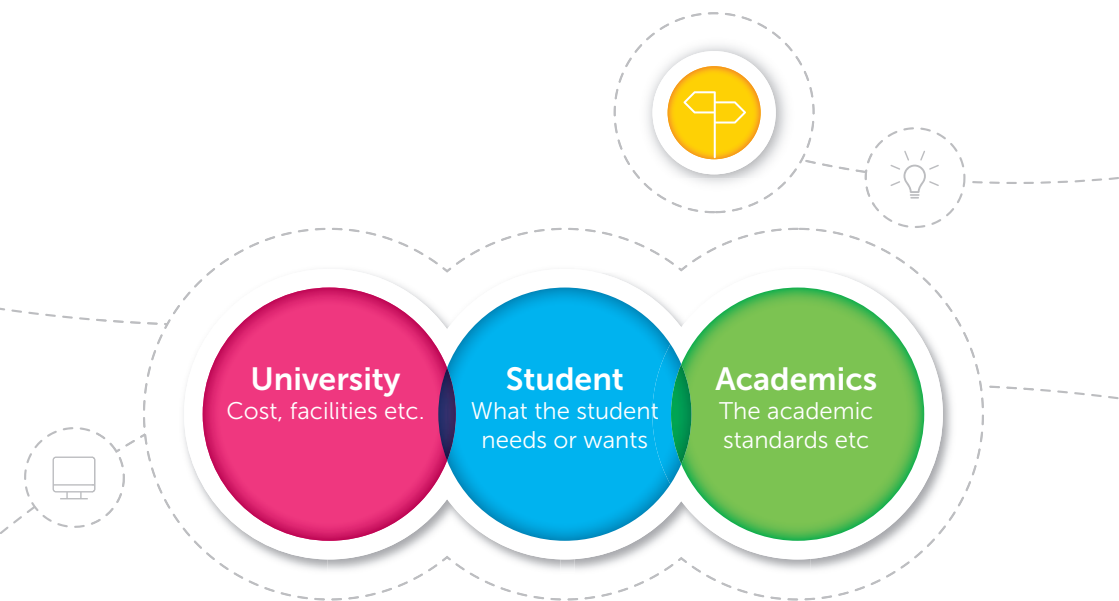 University
Cost, facilities etc.
Student
What the student
needs or wants
Academics
The academic
standards etc